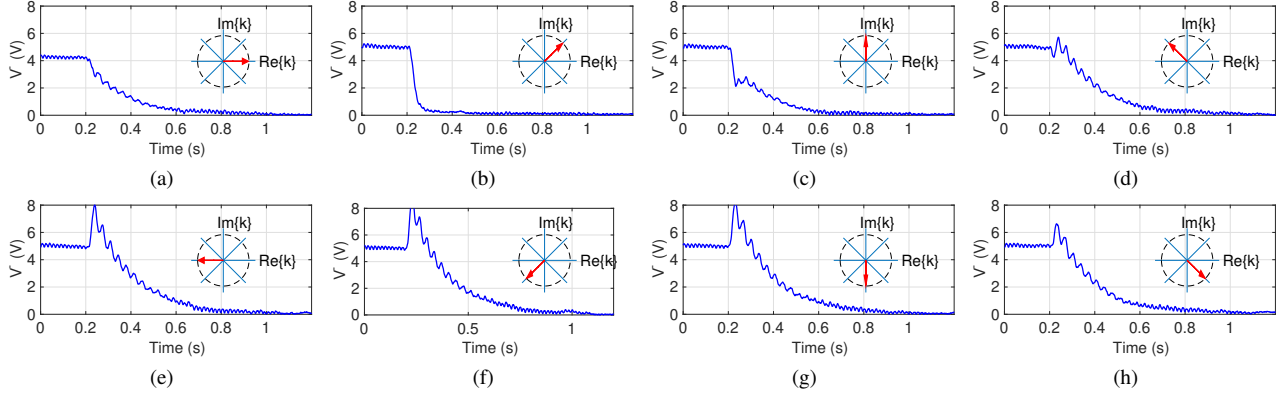 V⁻ (V)
8
6
4
2
0
0 0.2 0.4 0.6 0.8 1
Time (s)
Im{k}
Re{k}
(a)
V⁻ (V)
8
6
4
2
0
0 0.2 0.4 0.6 0.8 1
Time (s)
Im{k}
Re{k}
(b)
V⁻ (V)
8
6
4
2
0
0 0.2 0.4 0.6 0.8 1
Time (s)
Im{k}
Re{k}
(c)
V⁻ (V)
8
6
4
2
0
0 0.2 0.4 0.6 0.8 1
Time (s)
Im{k}
Re{k}
(d)
V⁻ (V)
8
6
4
2
0
0 0.2 0.4 0.6 0.8 1
Time (s)
Im{k}
Re{k}
(e)
V⁻ (V)
8
6
4
2
0
0 0.5 1
Time (s)
Im{k}
Re{k}
(f)
V⁻ (V)
8
6
4
2
0
0 0.2 0.4 0.6 0.8 1
Time (s)
Im{k}
Re{k}
(g)
V⁻ (V)
8
6
4
2
0
0 0.2 0.4 0.6 0.8 1
Time (s)
Im{k}
Re{k}
(h)